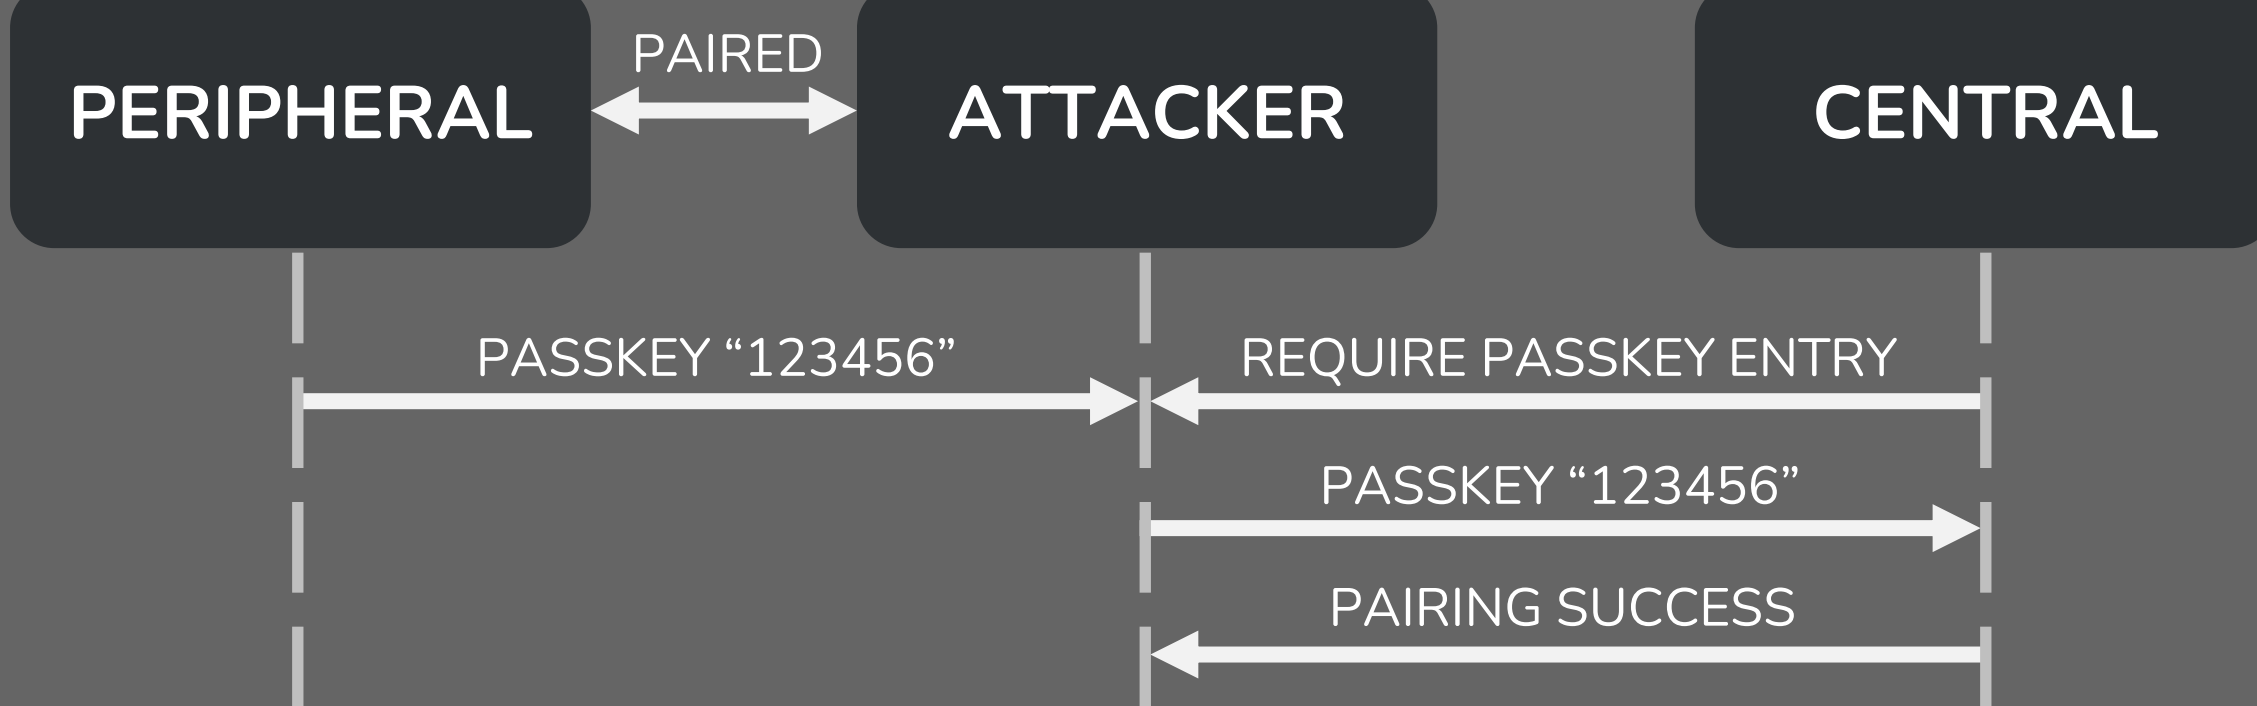 PAIRED
PERIPHERAL
ATTACKER
CENTRAL
PASSKEY “123456”
REQUIRE PASSKEY ENTRY
PASSKEY “123456”
PAIRING SUCCESS